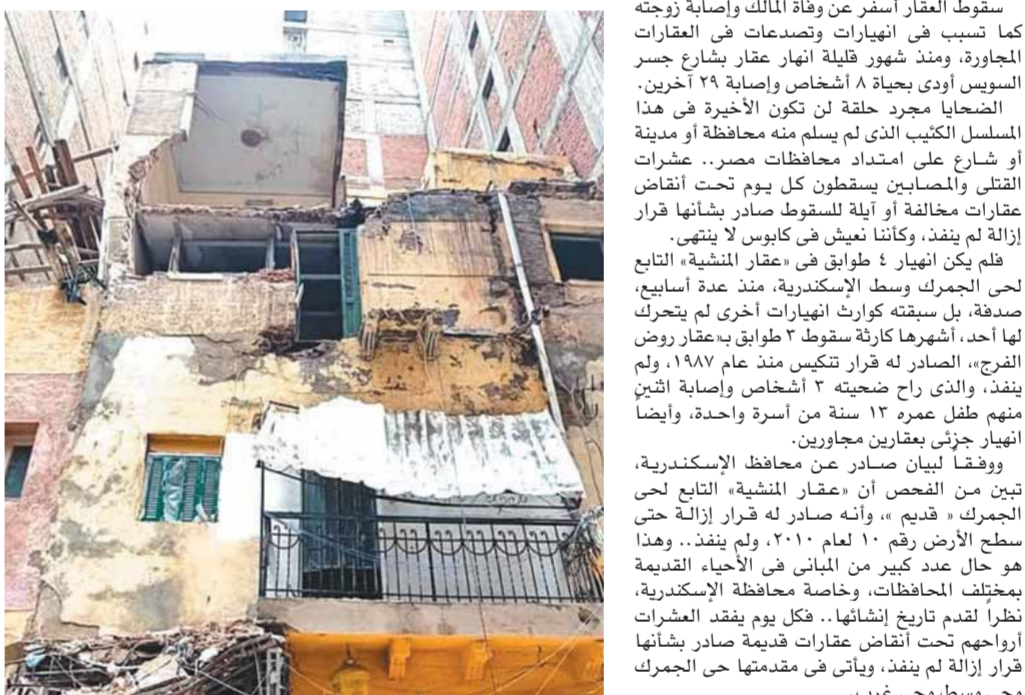 سقوط العقار أسفر عن وفاة المالك وإصابة زوجته
كما تسبب فى انهيارات وتصدعات فى العقارات
المجاورة، ومنذ شهور قليلة انهار عقار بشارع جسر
السويس أودى بحياة ٨ أشخاص وإصابة ٢٩ آخرين.
الضحايا مجرد حلقة لن تكون الأخيرة فى هذا
المسلسل الكئيب الذى لم يسلم منه محافظة أو مدينة
أو شارع على امتداد محافظات مصر.. عشرات
القتلى والمصابين يسقطون كل يوم تحت أنقاض
عقارات مخالفة أو آيلة للسقوط صادر بشأنها قرار
إزالة لم ينفذ، وكأننا نعيش فى كابوس لا ينتهى.
فلم يكن انهيار ٤ طوابق فى «عقار المنشية» التابع
لحى الجمرك وسط الإسكندرية، منذ عدة أسابيع،
صدفة، بل سبقته كوارث انهيارات أخرى لم يتحرك
لها أحد، أشهرها كارثة سقوط ٣ طوابق بـ«عقار روض
الفرج»، الصادر له قرار تنكيس منذ عام ١٩٨٧، ولم
ينفذ، والذى راح ضحيته ٣ أشخاص وإصابة اثنين
منهم طفل عمره ١٣ سنة من أسرة واحدة، وأيضاً
انهيار جزئى بعقارين مجاورين.
ووفقاً لبيان صادر عن محافظ الإسكندرية،
تبين من الفحص أن «عقار المنشية» التابع لحى
الجمرك « قديم »، وأنه صادر له قرار إزالة حتى
سطح الأرض رقم ١٠ لعام ٢٠١٠، ولم ينفذ.. وهذا
هو حال عدد كبير من المبانى فى الأحياء القديمة
بمختلف المحافظات، وخاصة محافظة الإسكندرية،
نظراً لقدم تاريخ إنشائها.. فكل يوم يفقد العشرات
أرواحهم تحت أنقاض عقارات قديمة صادر بشأنها
قرار إزالة لم ينفذ، ويأتى فى مقدمتها حى الجمرك